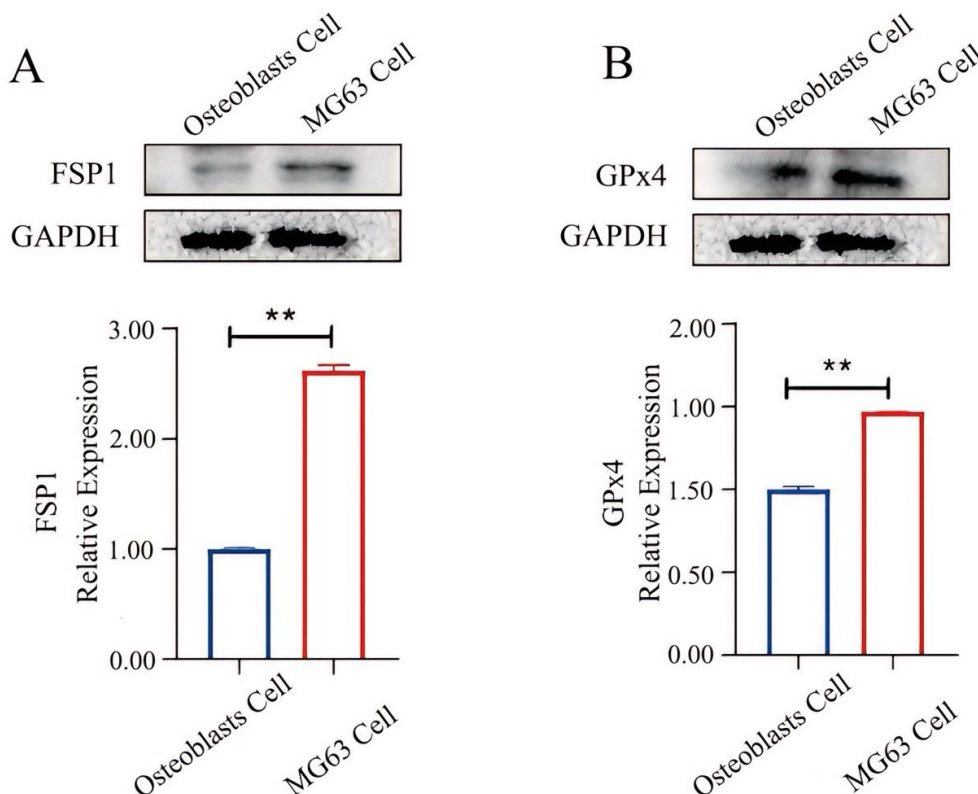 A
Osteoblasts Cell
MG63 Cell
FSP1
GAPDH
3.00
2.00
1.00
0.00
**
FSP1
Relative Expression
Osteoblasts Cell
MG63 Cell
B
Osteoblasts Cell
MG63 Cell
GPx4
GAPDH
2.00
1.00
1.50
0.50
0.00
**
GPx4
Relative Expression
Osteoblasts Cell
MG63 Cell